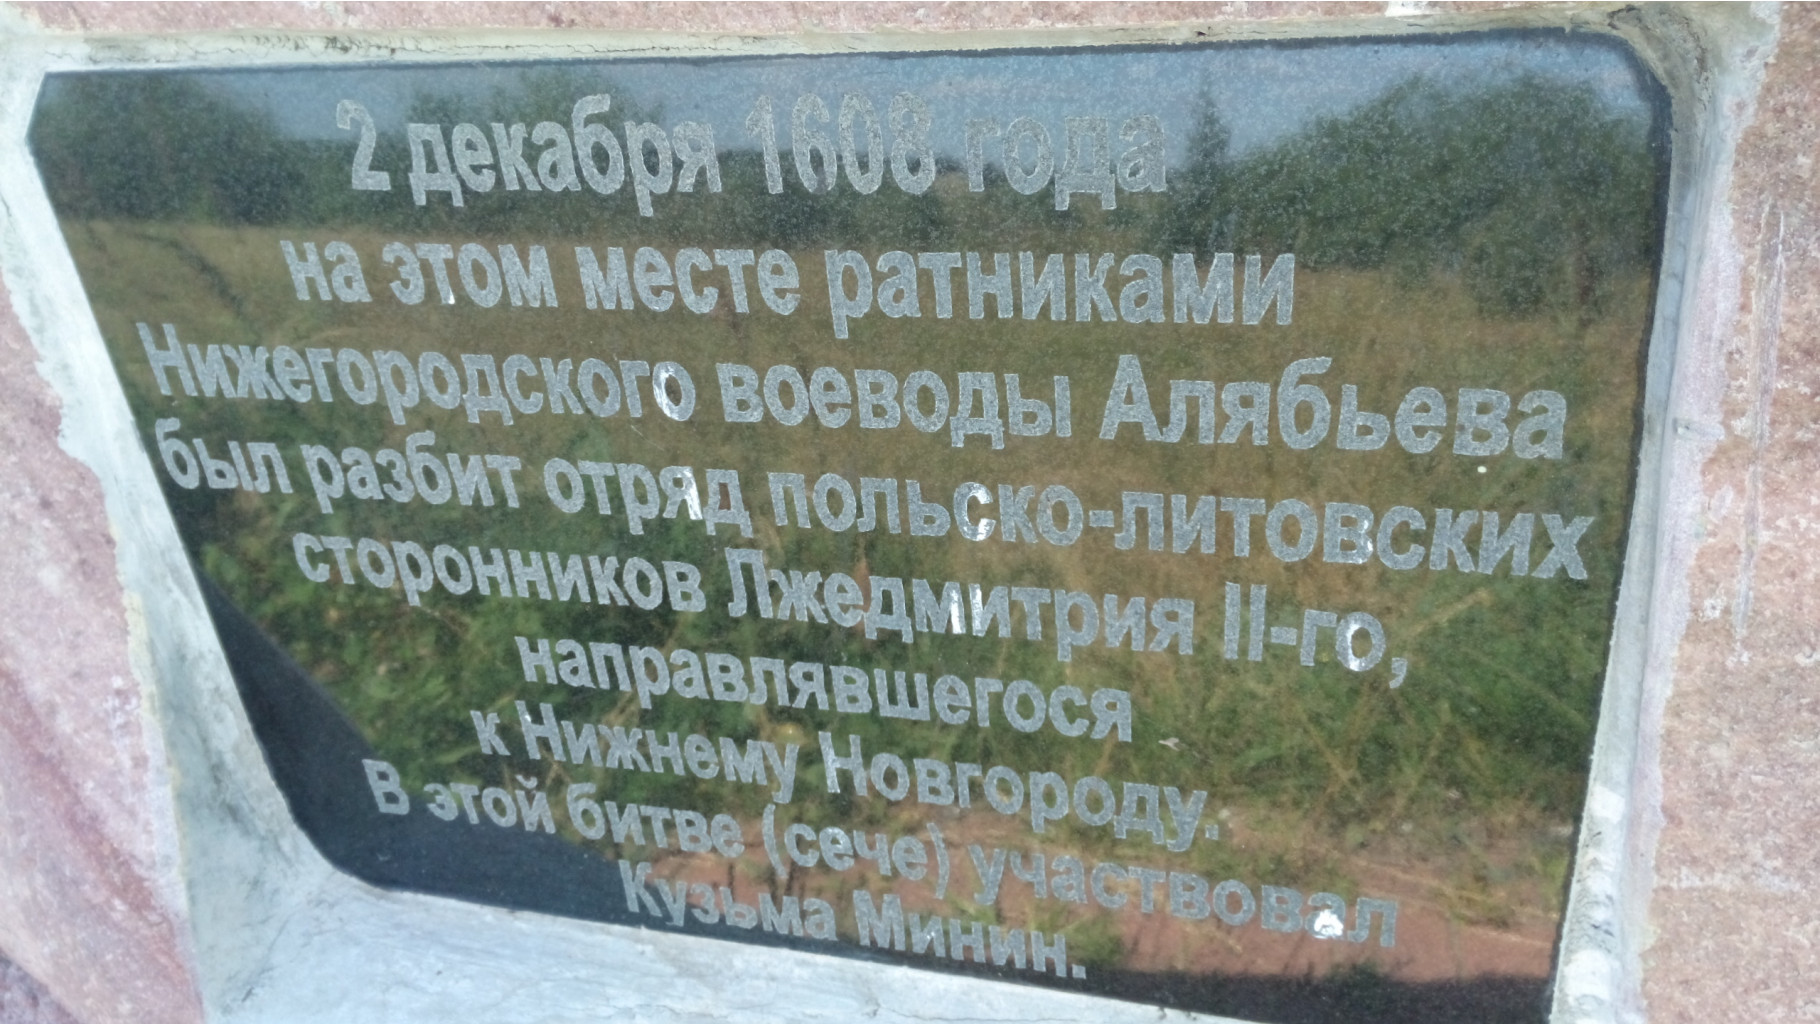 2 декабря 1608 года
на этом месте ратниками
Нижегородского воеводы Алябьева
был разбит отряд польско-литовских
сторонников Лжедмитрия II-го,
направлявшегося
к Нижнему Новгороду.
В этой битве (сече) участвовал
Кузьма Минин.